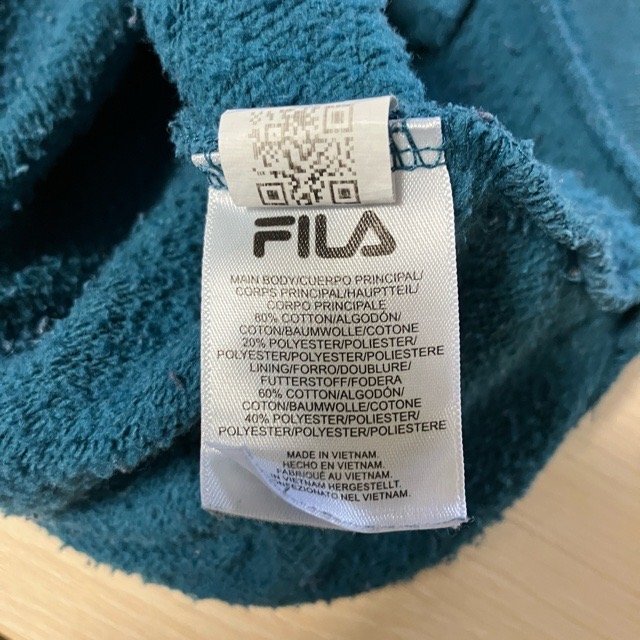 FILA
MAIN BODY/CUERPO PRINCIPAL/
CORPS PRINCIPAL/HAUPTTEIL/
CORPO PRINCIPALE
80% COTTON/ALGODÓN/
COTON/BAUMWOLLE/COTONE
20% POLYESTER/POLIESTER/
POLYESTER/POLYESTER/POLIESTERE
LINING/FORRO/DOUBLURE/
FUTTERSTOFF/FODERA
60% COTTON/ALGODÓN/
COTON/BAUMWOLLE/COTONE
40% POLYESTER/POLIESTER/
POLYESTER/POLYESTER/POLIESTERE
MADE IN VIETNAM
HECHO EN VIETNAM.
FABRIQUÉ AU VIETNAM.
IN VIETNAM HERGESTELLT.
NFEZIONATO NEL VIETNAM.